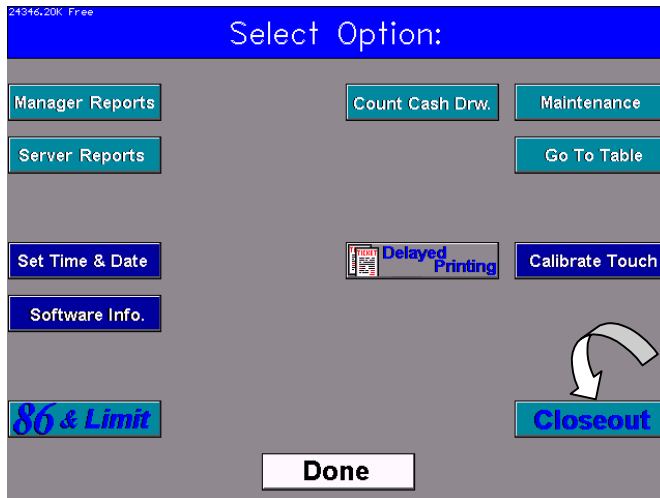 24346.20K Free
Select Option:
Manager Reports
Count Cash Drw.
Maintenance
Server Reports
Go To Table
Set Time & Date
TICKET
Delayed
Printing
Calibrate Touch
Software Info.
86 & Limit
Closeout
Done